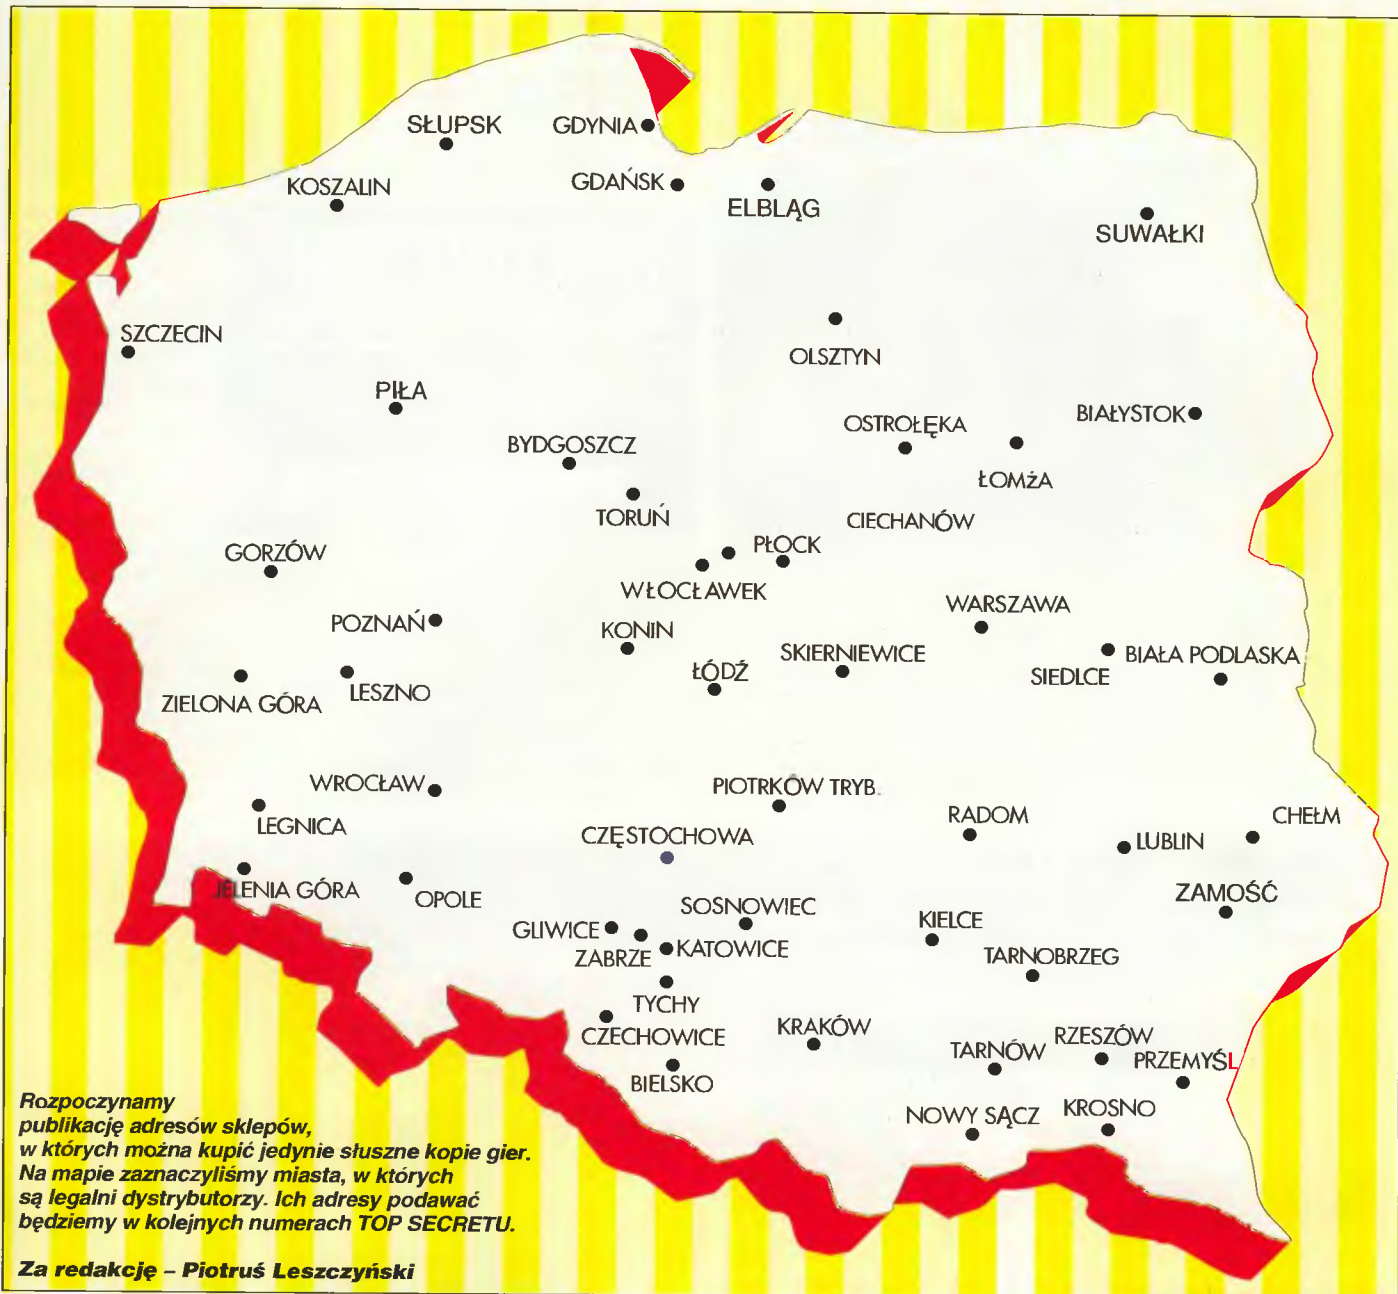 SŁUPSK
GDYNIA
KOSZALIN
GDAŃSK
ELBLĄG
SUWAŁKI
SZCZECIN
OLSZTYN
PIŁA
BIAŁYSTOK
OSTROŁĘKA
BYDGOSZCZ
ŁOMŻA
TORUŃ
CIECHANÓW
GORZÓW
PŁOCK
WŁOCŁAWEK
WARSZAWA
POZNAŃ
KONIN
SKIERNIEWICE
BIAŁA PODLASKA
ŁÓDŹ
SIEDLCE
LESZNO
ZIELONA GÓRA
WROCŁAW
PIOTRKÓW TRYB.
RADOM
CHEŁM
LEGNICA
CZĘSTOCHOWA
LUBLIN
JELENIA GÓRA
OPOLE
ZAMOŚĆ
SOSNOWIEC
KIELCE
GLIWICE
KATOWICE
ZABRZE
TARNOBRZEG
TYCHY
KRAKÓW
CZECHOWICE
RZESZÓW
TARNÓW
PRZEMYŚL
BIELSKO
NOWY SĄCZ
KROSNO
Rozpoczynamy
publikację adresów sklepów,
w których można kupić jedynie słuszne kopie gier.
Na mapie zaznaczyliśmy miasta, w których
są legalni dystrybutorzy. Ich adresy podawać
będziemy w kolejnych numerach TOP SECRETU.
Za redakcję – Piotruś Leszczyński